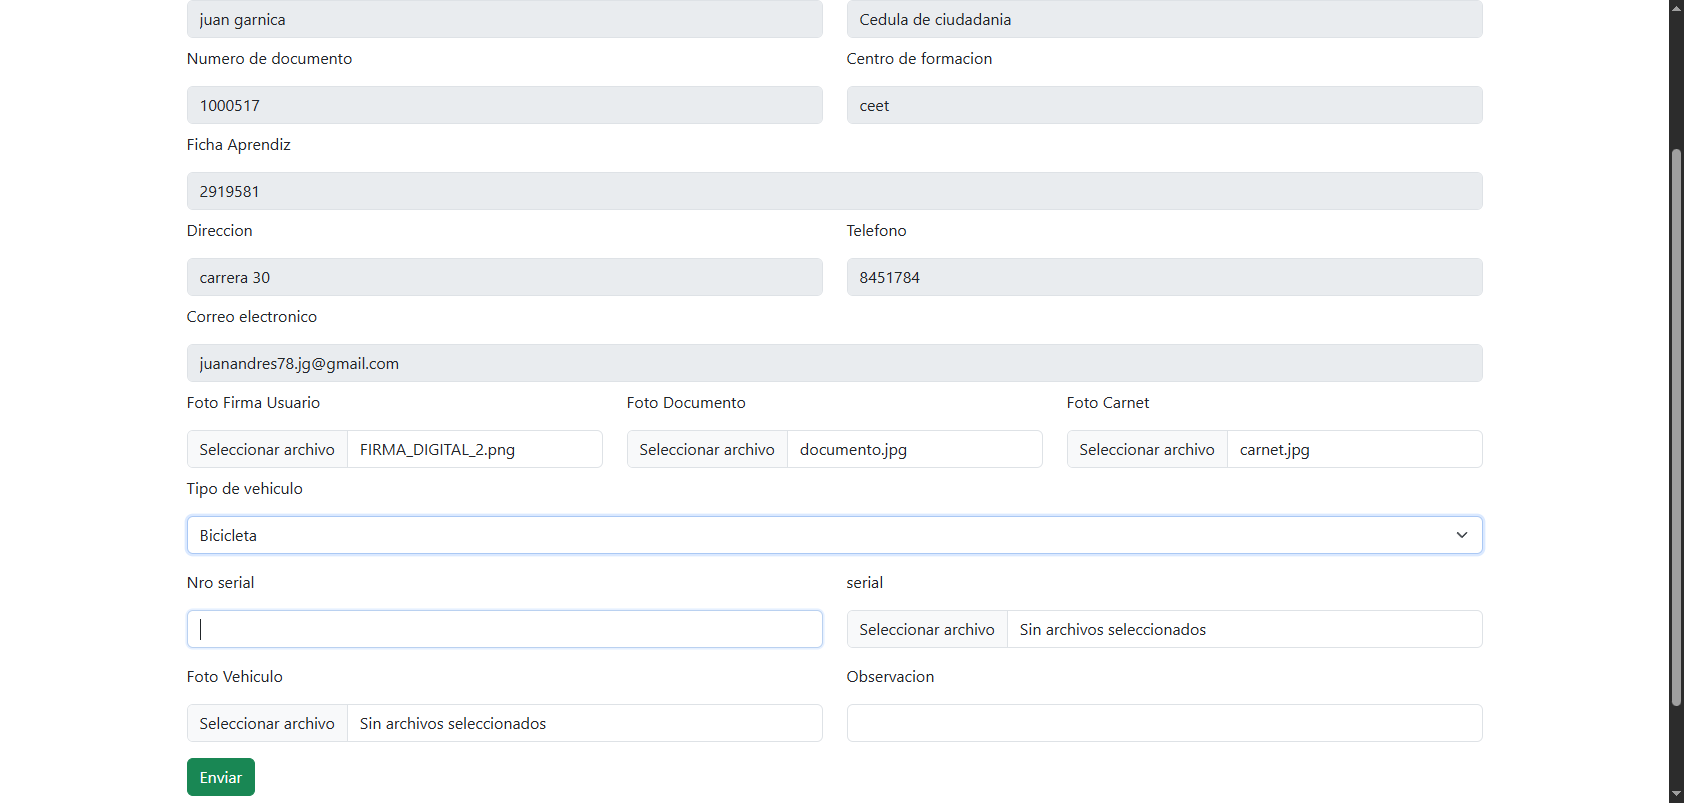 juan garnica Cedula de ciudadania
Numero de documento Centro de formacion
1000517 ceet
Ficha Aprendiz
2919581
Direccion Telefono
carrera 30 8451784
Correo electronico
juanandres78.jg@gmail.com
Foto Firma Usuario Foto Documento Foto Carnet
Seleccionar archivo FIRMA_DIGITAL_2.png Seleccionar archivo documento.jpg Seleccionar archivo carnet.jpg
Tipo de vehiculo
Bicicleta
Nro serial serial
Seleccionar archivo Sin archivos seleccionados
Foto Vehiculo Observacion
Seleccionar archivo Sin archivos seleccionados
Enviar